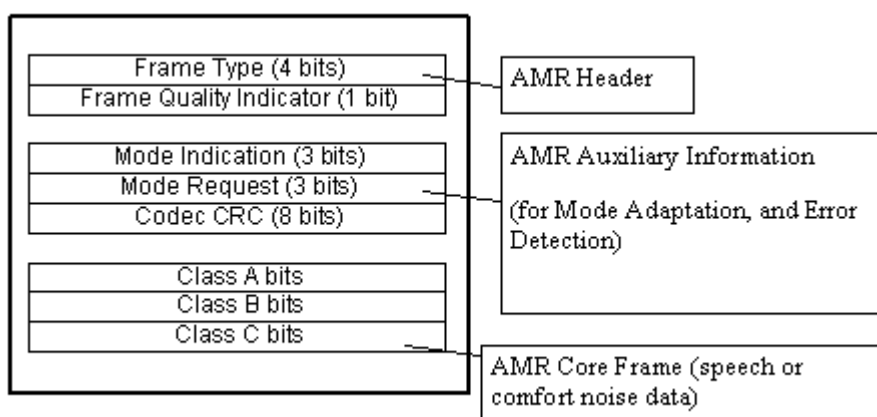 Frame Type (4 bits)
Frame Quality Indicator (1 bit)
AMR Header
Mode Indication (3 bits)
Mode Request (3 bits)
Codec CRC (8 bits)
AMR Auxiliary Information
(for Mode Adaptation, and Error
Detection)
Class A bits
Class B bits
Class C bits
AMR Core Frame (speech or
comfort noise data)